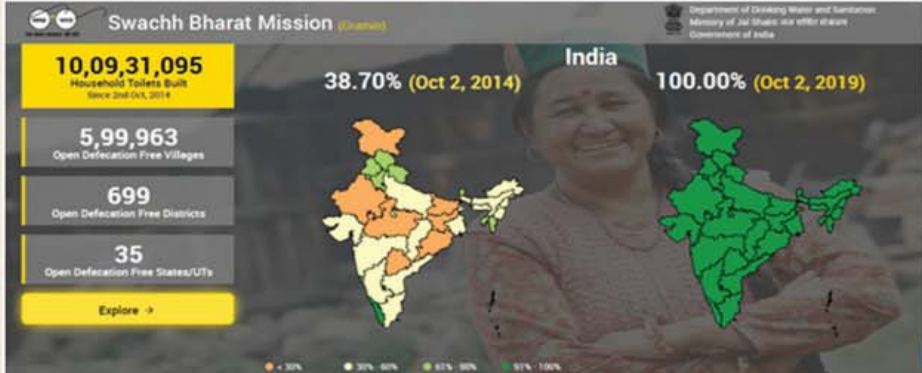 Swachh Bharat Mission (Gramin)
Department of Drinking Water and Sanitation
Ministry of Jal Shakti जल शक्ति मंत्रालय
Government of India
10,09,31,095
Household Toilets Built
Since 2nd Oct, 2014
5,99,963
Open Defecation Free Villages
699
Open Defecation Free Districts
35
Open Defecation Free States/UTs
Explore →
India
38.70% (Oct 2, 2014)
100.00% (Oct 2, 2019)
< 30%
30% - 60%
61% - 90%
91% - 100%